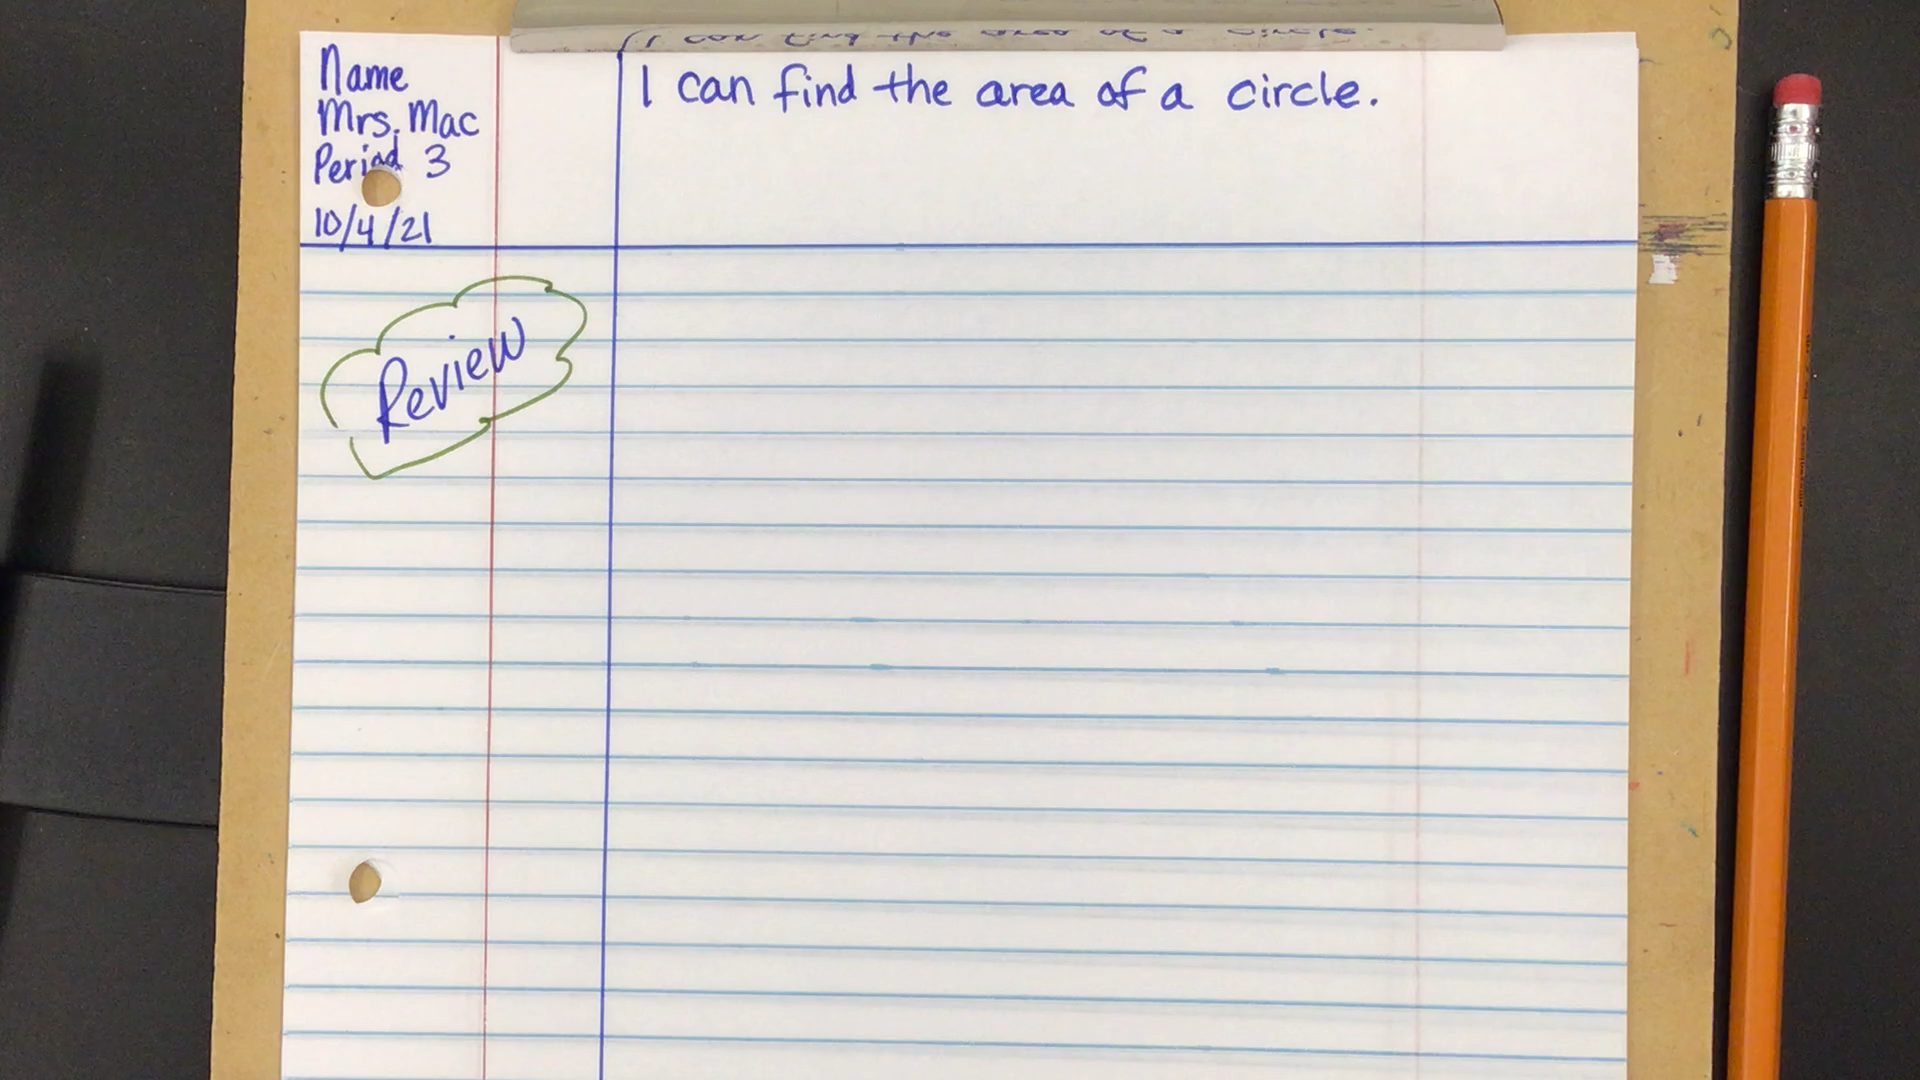 Name
Mrs. Mac
Period 3
10/4/21
I can find the area of a circle.
Review